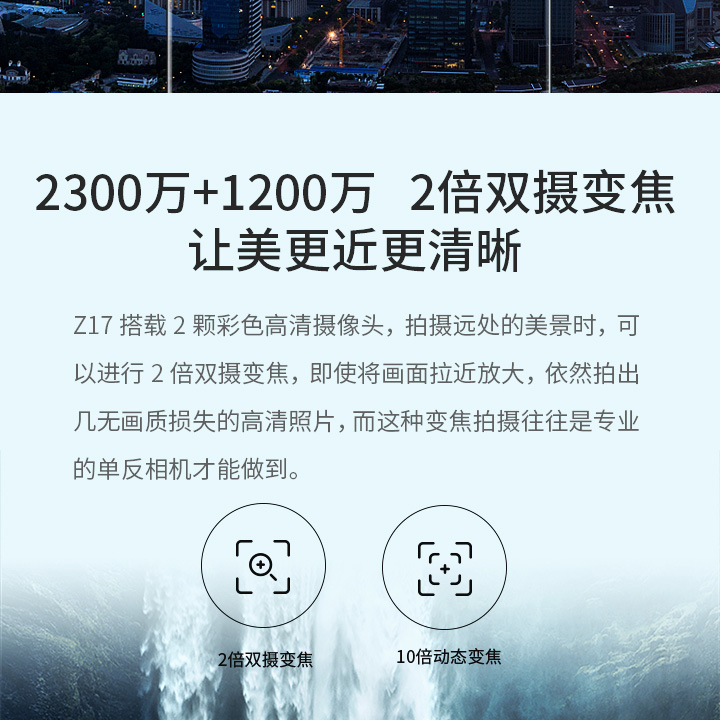 2300万+1200万 2倍双摄变焦
让美更近更清晰
Z17 搭载 2 颗彩色高清摄像头，拍摄远处的美景时，可
以进行 2 倍双摄变焦，即使将画面拉近放大，依然拍出
几无画质损失的高清照片，而这种变焦拍摄往往是专业
的单反相机才能做到。
2倍双摄变焦
10倍动态变焦